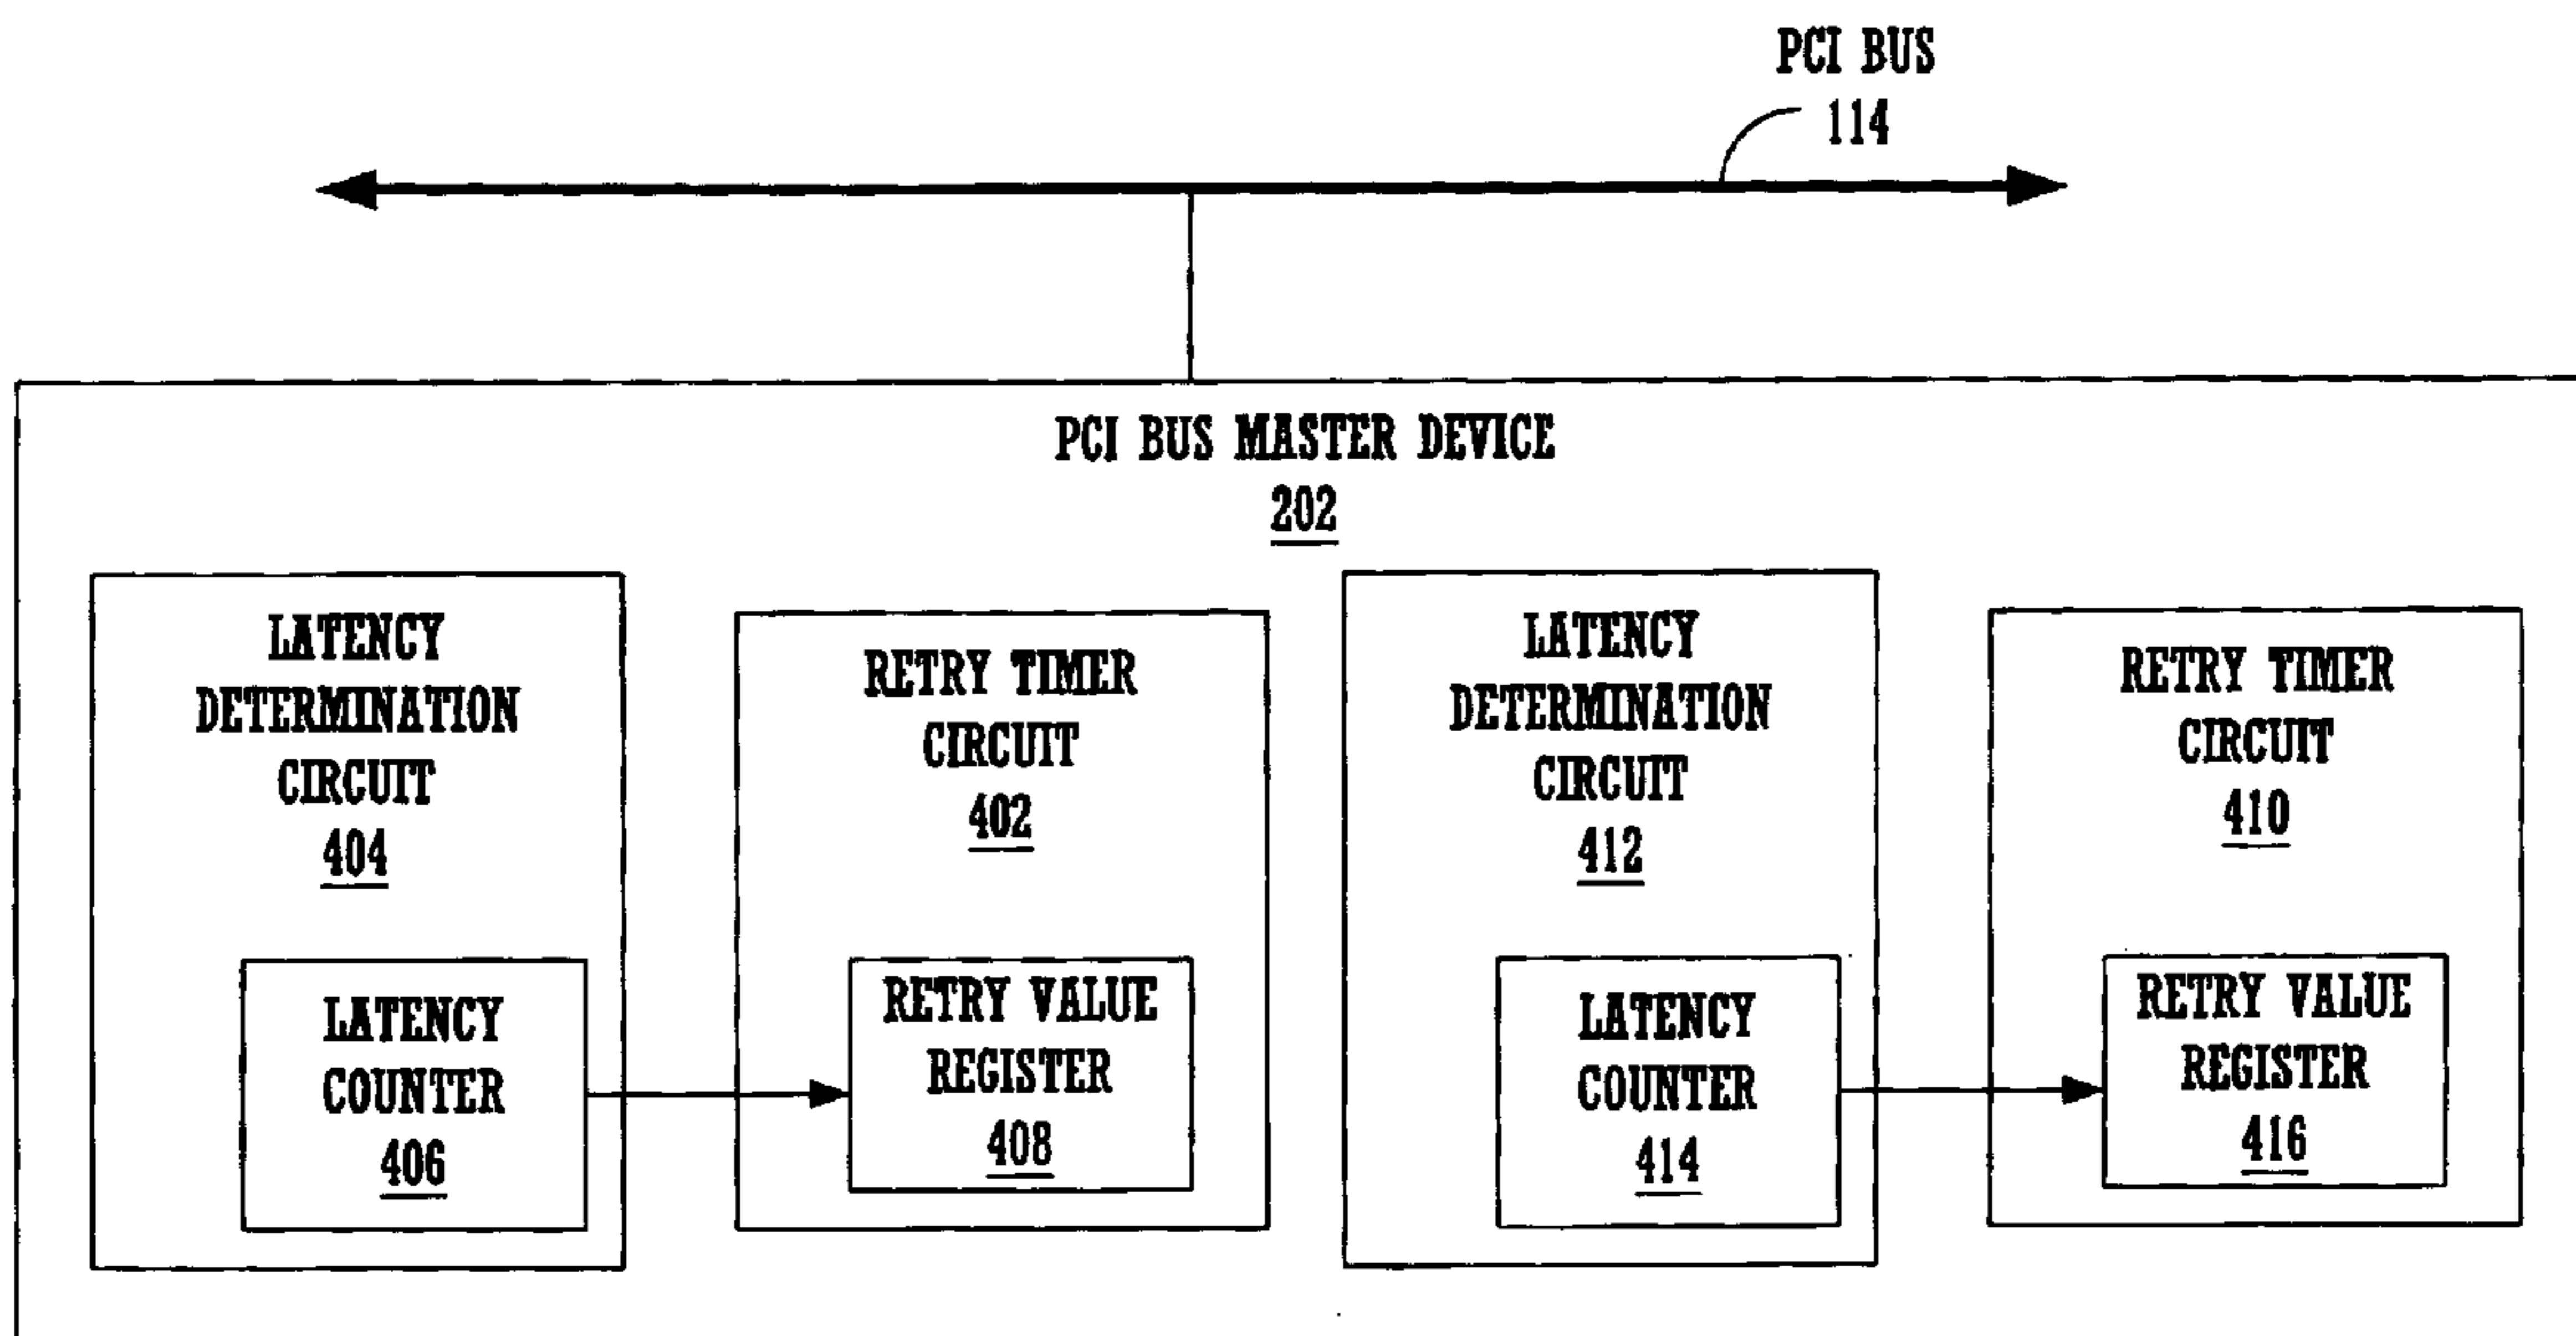 PCI BUS
114
PCI BUS MASTER DEVICE
202
LATENCY
DETERMINATION
CIRCUIT
404
LATENCY
COUNTER
406
RETRY TIMER
CIRCUIT
402
RETRY VALUE
REGISTER
408
LATENCY
DETERMINATION
CIRCUIT
412
LATENCY
COUNTER
414
RETRY TIMER
CIRCUIT
410
RETRY VALUE
REGISTER
416